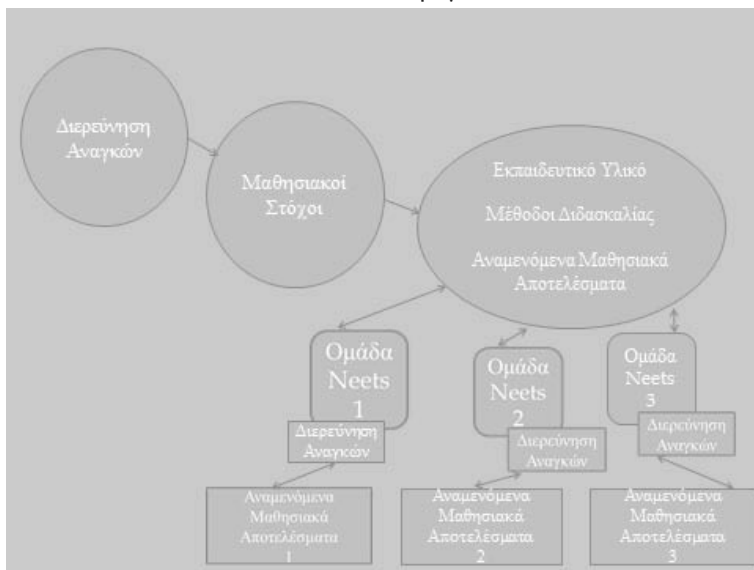 Διερεύνηση
Αναγκών
Μαθησιακοί
Στόχοι
Εκπαιδευτικό Υλικό
Μέθοδοι Διδασκαλίας
Αναμενόμενα Μαθησιακά
Αποτελέσματα
Ομάδα
Neets
1
Διερεύνηση
Αναγκών
Αναμενόμενα
Μαθησιακά
Αποτελέσματα
1
Ομάδα
Neets
2
Διερεύνηση
Αναγκών
Αναμενόμενα
Μαθησιακά
Αποτελέσματα
2
Ομάδα
Neets
3
Διερεύνηση
Αναγκών
Αναμενόμενα
Μαθησιακά
Αποτελέσματα
3